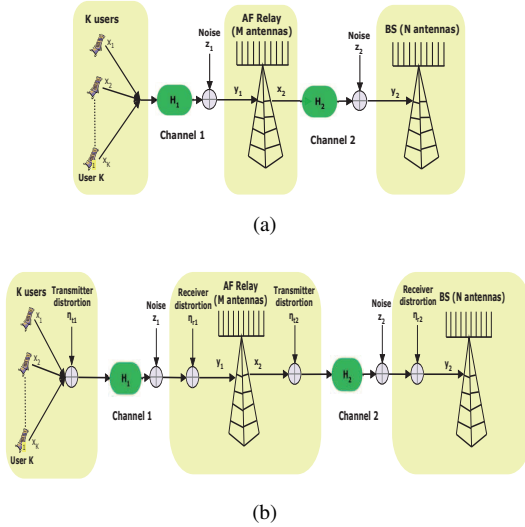 K users
x1
x2
xK
User K
H1
Channel 1
Noise
z1
y1
AF Relay
(M antennas)
x2
H2
Channel 2
Noise
z2
y2
BS (N antennas)
(a)
K users
x1
x2
xK
User K
Transmitter
distortion
ηt1
H1
Channel 1
Noise
z1
Receiver
distortion
ηr1
y1
AF Relay
(M antennas)
x2
Transmitter
distortion
ηt2
H2
Channel 2
Noise
z2
Receiver
distortion
ηr2
y2
BS (N antennas)
(b)